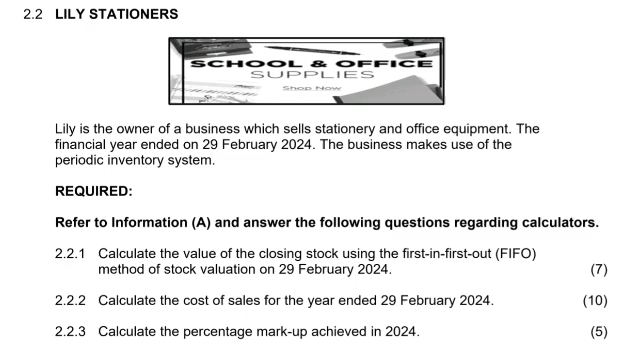 2.2 LILY STATIONERS
SCHOOL & OFFICE
SUPPLIES
Shop Now
Lily is the owner of a business which sells stationery and office equipment. The
financial year ended on 29 February 2024. The business makes use of the
periodic inventory system.
REQUIRED:
Refer to Information (A) and answer the following questions regarding calculators.
2.2.1 Calculate the value of the closing stock using the first-in-first-out (FIFO)
method of stock valuation on 29 February 2024. (7)
2.2.2 Calculate the cost of sales for the year ended 29 February 2024. (10)
2.2.3 Calculate the percentage mark-up achieved in 2024. (5)